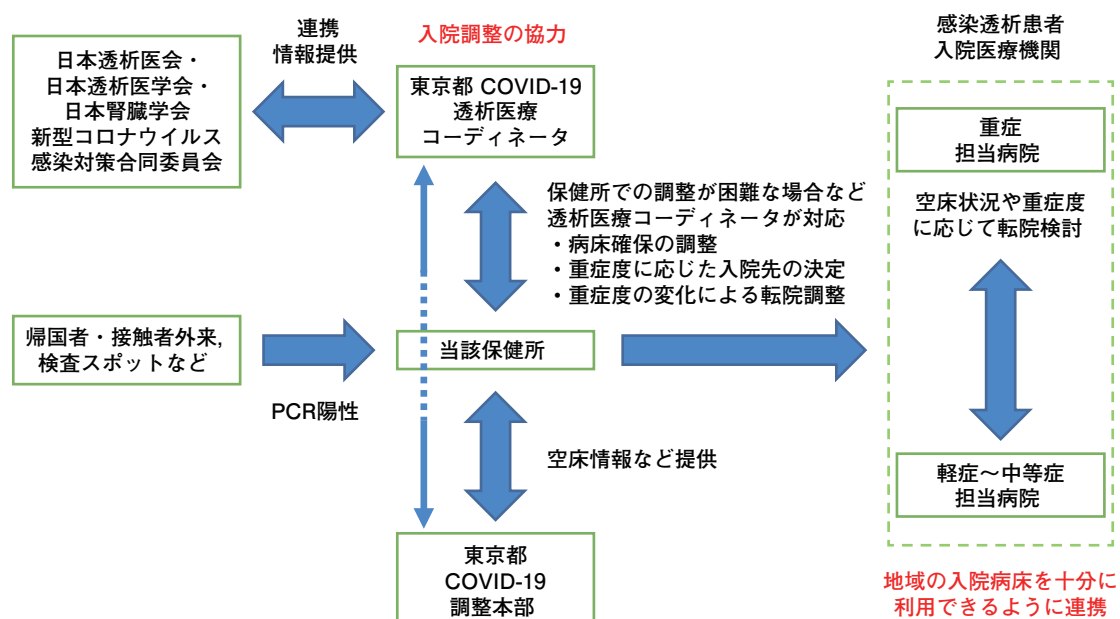 日本透析医会・
日本透析医学会・
日本腎臓学会
新型コロナウイルス
感染対策合同委員会
連携
情報提供
入院調整の協力
東京都 COVID-19
透析医療
コーディネータ
感染透析患者
入院医療機関
重症
担当病院
空床状況や重症度
に応じて転院検討
保健所での調整が困難な場合など
透析医療コーディネータが対応
・病床確保の調整
・重症度に応じた入院先の決定
・重症度の変化による転院調整
帰国者・接触者外来,
検査スポットなど
PCR陽性
当該保健所
空床情報など提供
軽症～中等症
担当病院
東京都
COVID-19
調整本部
地域の入院病床を十分に
利用できるように連携